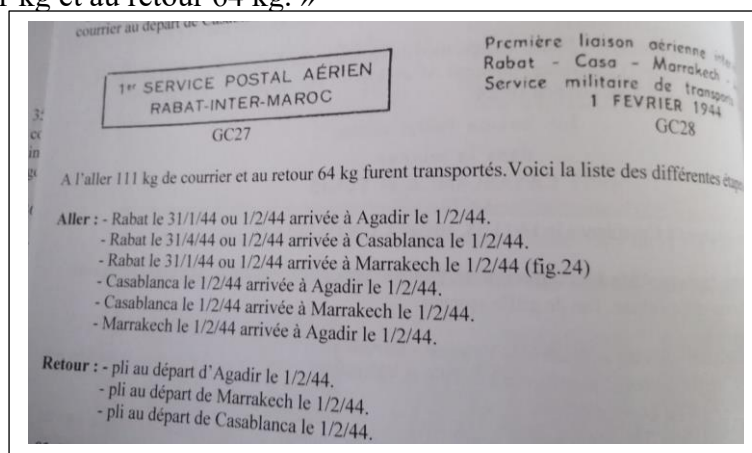 kg et au retour 64 kg. »
courrier au départ de
1er SERVICE POSTAL AÉRIEN
RABAT-INTER-MAROC
GC27
Première liaison aérienne
Rabat - Casa - Marrakech
Service militaire de transport
1 FEVRIER 1944
GC28
A l'aller 111 kg de courrier et au retour 64 kg furent transportés. Voici la liste des différentes étapes
Aller : - Rabat le 31/1/44 ou 1/2/44 arrivée à Agadir le 1/2/44.
- Rabat le 31/4/44 ou 1/2/44 arrivée à Casablanca le 1/2/44.
- Rabat le 31/1/44 ou 1/2/44 arrivée à Marrakech le 1/2/44 (fig.24)
- Casablanca le 1/2/44 arrivée à Agadir le 1/2/44.
- Casablanca le 1/2/44 arrivée à Marrakech le 1/2/44.
- Marrakech le 1/2/44 arrivée à Agadir le 1/2/44.
Retour : - pli au départ d'Agadir le 1/2/44.
- pli au départ de Marrakech le 1/2/44.
- pli au départ de Casablanca le 1/2/44.